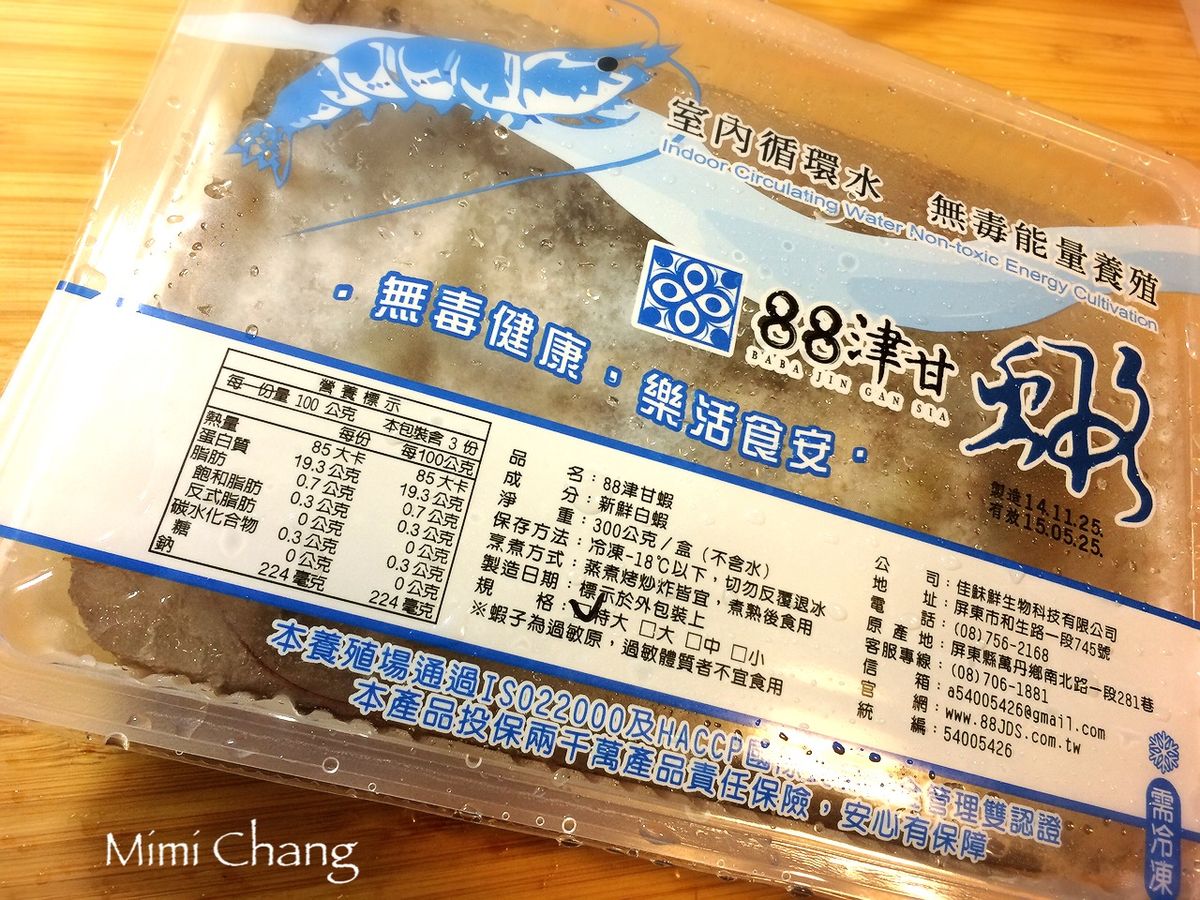 室內循環水　無毒能量養殖
Indoor Circulating Water Non-toxic Energy Cultivation
88津甘
BABA JIN GAN SIA
蝦
・無毒健康，樂活食安・
製造14.11.25.
有效15.05.25.
營養標示
每一份量 100 公克　本包裝含 3 份
每份　每100公克
熱量　85 大卡　85 大卡
蛋白質　19.3 公克　19.3 公克
脂肪　0.7 公克　0.7 公克
飽和脂肪　0.3 公克　0.3 公克
反式脂肪　0 公克　0 公克
碳水化合物　0.3 公克　0.3 公克
糖　0 公克　0 公克
鈉　224 毫克　224 毫克
品名：88津甘蝦
成分：新鮮白蝦
淨重：300公克/盒（不含水）
保存方法：冷凍-18℃以下，切勿反覆退冰
烹煮方式：蒸煮烤炒炸皆宜，煮熟後食用
製造日期：標示於外包裝上
規格：✓特大 □大 □中 □小
※蝦子為過敏原，過敏體質者不宜食用
公司：佳銇鮮生物科技有限公司
地址：屏東市和生路一段745號
電話：(08)756-2168
原產地：屏東縣萬丹鄉南北路一段281巷
客服專線：(08)706-1881
信箱：a54005426@gmail.com
官網：www.88JDS.com.tw
統編：54005426
本養殖場通過ISO22000及HACCP國際管理雙認證
本產品投保兩千萬產品責任保險，安心有保障
需冷凍
Mimi Chang